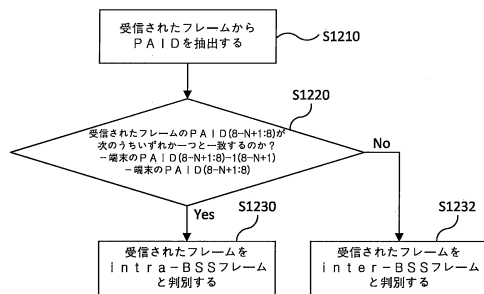 受信されたフレームから
ＰＡＩＤを抽出する
S1210
S1220
受信されたフレームのＰＡＩＤ(8-N+1:8)が
次のうちいずれか一つと一致するのか？
－端末のＰＡＩＤ(8-N+1:8)-1(8-N+1)
－端末のＰＡＩＤ(8-N+1:8)
No
Yes
S1230
S1232
受信されたフレームを
ｉｎｔｒａ－ＢＳＳフレーム
と判別する
受信されたフレームを
ｉｎｔｅｒ－ＢＳＳフレーム
と判別する